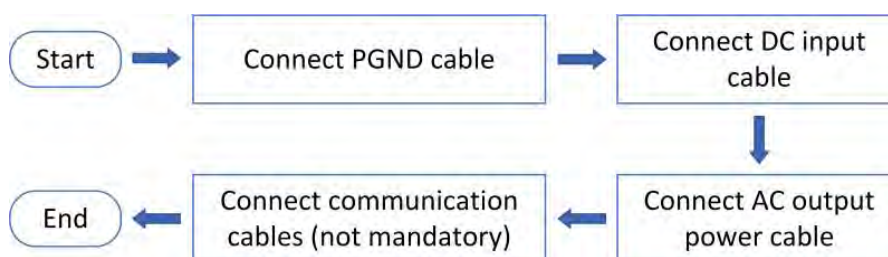 Start
Connect PGND cable
Connect DC input
cable
Connect AC output
power cable
Connect communication
cables (not mandatory)
End